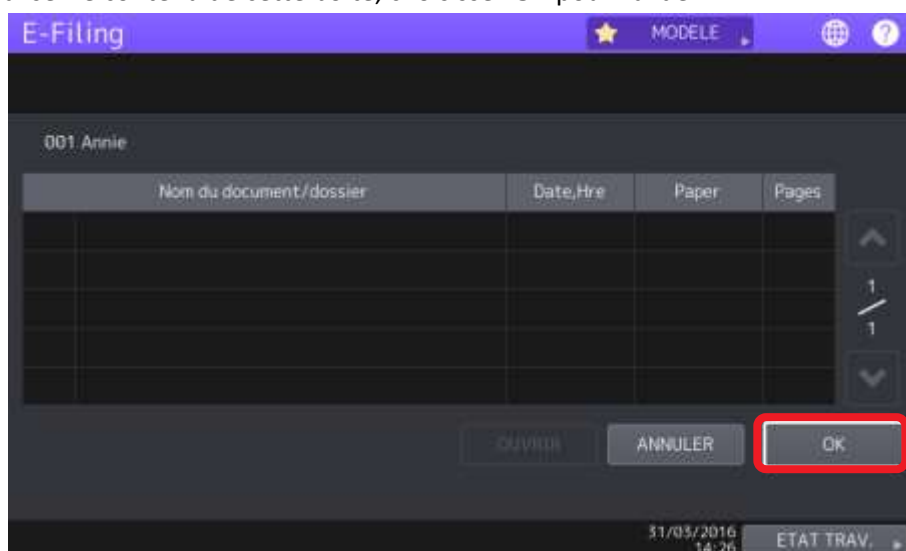 E-Filing MODELE
001 Annie
Nom du document/dossier Date,Hre Paper Pages
1
1
OUVRIR ANNULER OK
31/03/2016
14:26 ETAT TRAV.